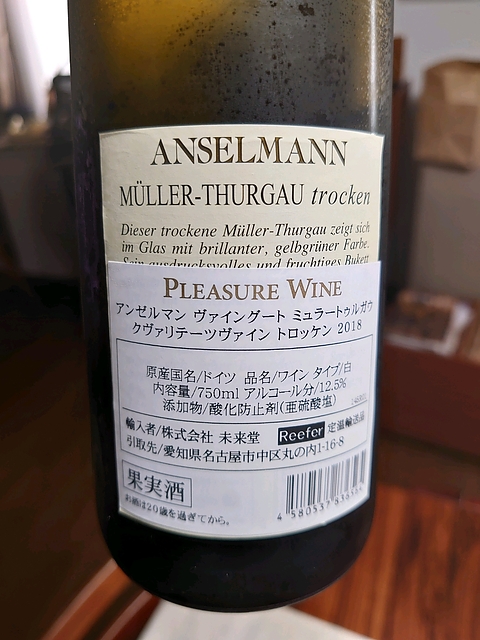 ANSELMANN
MÜLLER-THURGAU trocken
Dieser trockene Müller-Thurgau zeigt sich
im Glas mit brillanter, gelbgrüner Farbe.
Sein ausdrucksvolles und fruchtiges Bukett
PLEASURE WINE
アンゼルマン ヴァイングート ミュラートゥルガウ
クヴァリテーツヴァイン トロッケン 2018
原産国名/ドイツ 品名/ワイン タイプ/白
内容量/750ml アルコール分/12.5%
添加物/酸化防止剤(亜硫酸塩)
輸入者/株式会社 未来堂 Reefer 定温輸送品
引取先/愛知県名古屋市中区丸の内1-16-8
果実酒
お酒は20歳を過ぎてから。